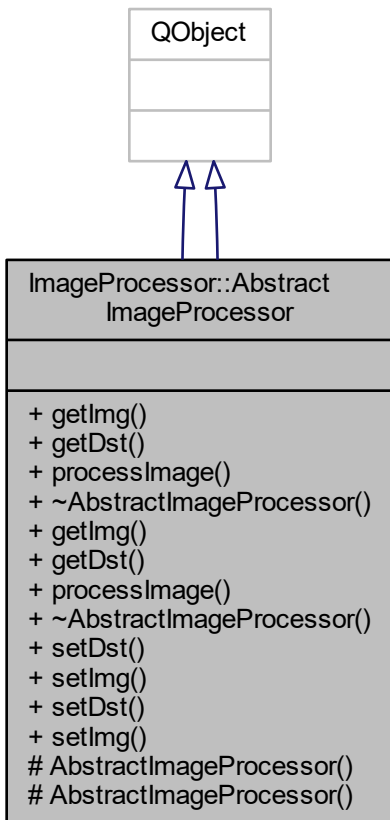 QObject
ImageProcessor::Abstract
ImageProcessor
+ getImg()
+ getDst()
+ processImage()
+ ~AbstractImageProcessor()
+ getImg()
+ getDst()
+ processImage()
+ ~AbstractImageProcessor()
+ setDst()
+ setImg()
+ setDst()
+ setImg()
# AbstractImageProcessor()
# AbstractImageProcessor()